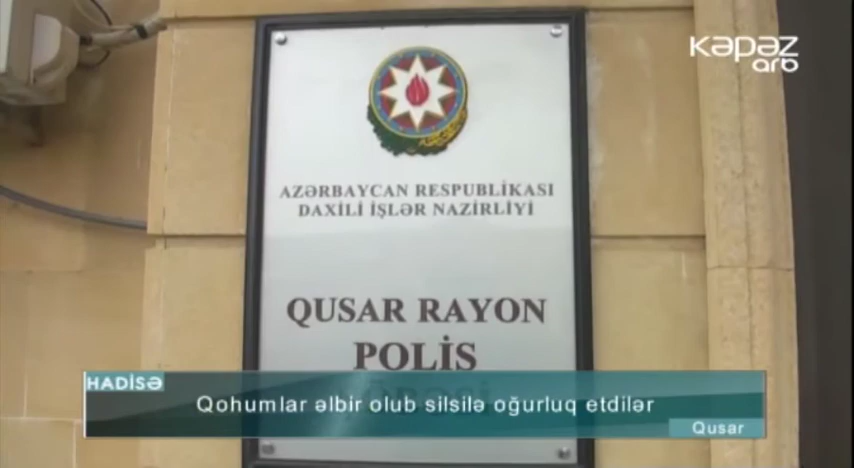 kəpəz
arb
AZƏRBAYCAN RESPUBLİKASI
DAXİLİ İŞLƏR NAZİRLİYİ
QUSAR RAYON
POLİS
HADİSƏ
Qohumlar əlbir olub silsilə oğurluq etdilər
Qusar